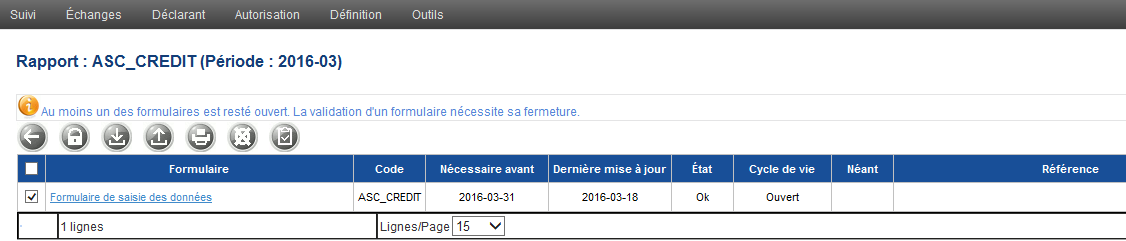 Suivi Échanges Déclarant Autorisation Définition Outils
Rapport : ASC_CREDIT (Période : 2016-03)
Au moins un des formulaires est resté ouvert. La validation d'un formulaire nécessite sa fermeture.
Formulaire Code Nécessaire avant Dernière mise à jour État Cycle de vie Néant Référence
Formulaire de saisie des données ASC_CREDIT 2016-03-31 2016-03-18 Ok Ouvert
1 lignes Lignes/Page 15